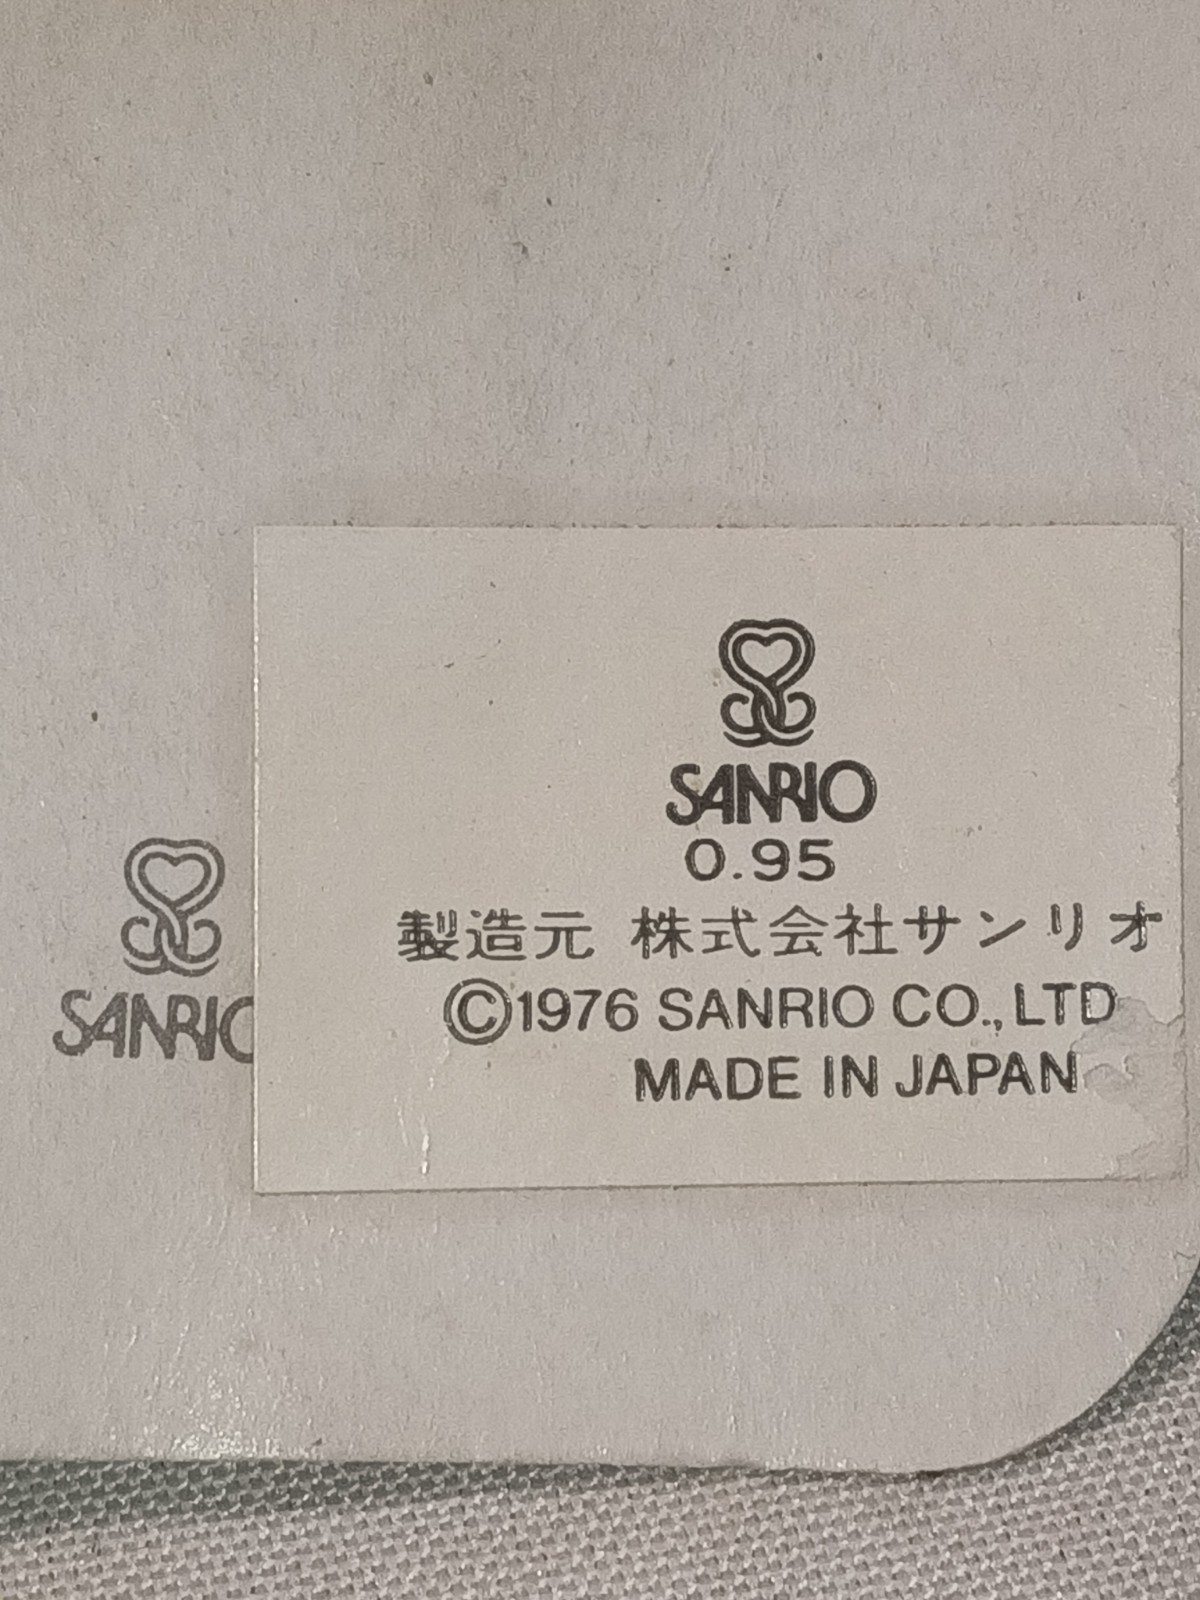 SANRIO
SANRIO
0.95
製造元 株式会社サンリオ
©1976 SANRIO CO., LTD
MADE IN JAPAN